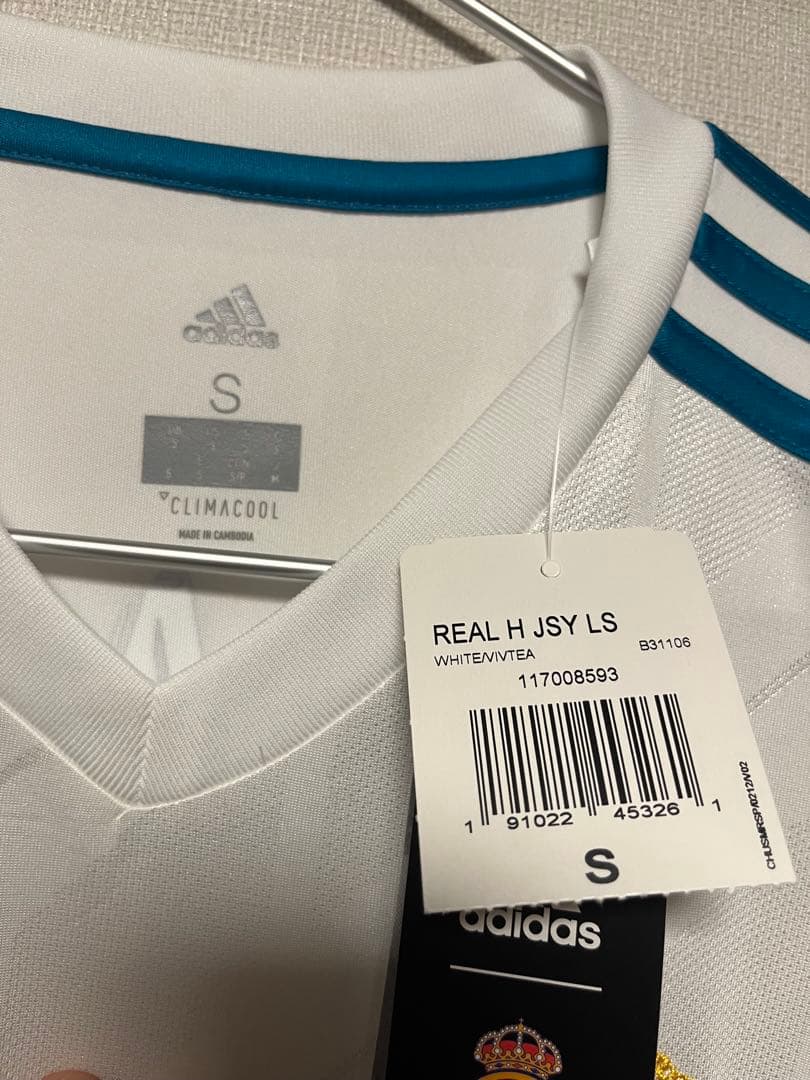 adidas
S
CLIMACOOL
MADE IN CAMBODIA
REAL H JSY LS
WHITE/VIVTEA B31106
117008593
1 91022 45326 1
S
adidas